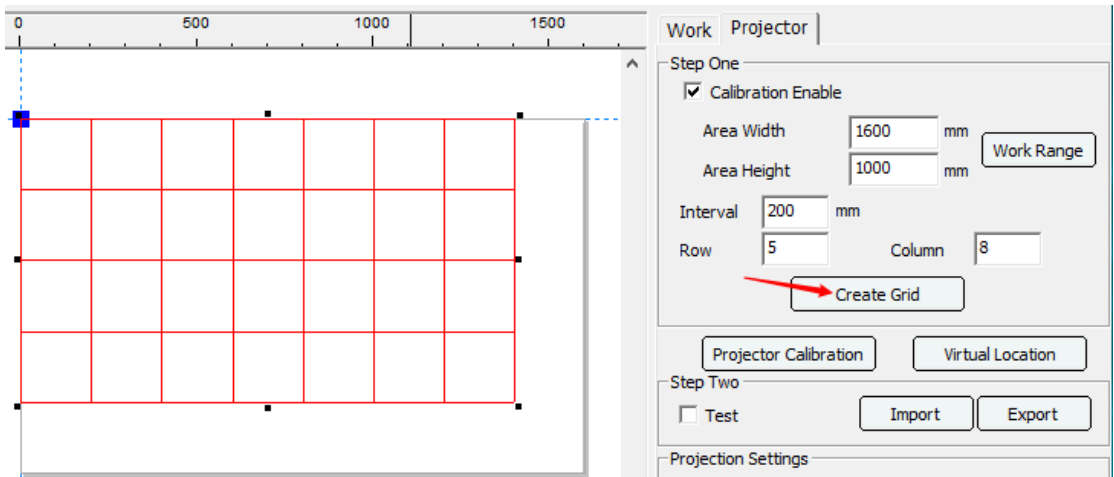 0 500 1000 1500
Work Projector
Step One
Calibration Enable
Area Width 1600 mm
Work Range
Area Height 1000 mm
Interval 200 mm
Row 5 Column 8
Create Grid
Projector Calibration Virtual Location
Step Two
Test Import Export
Projection Settings